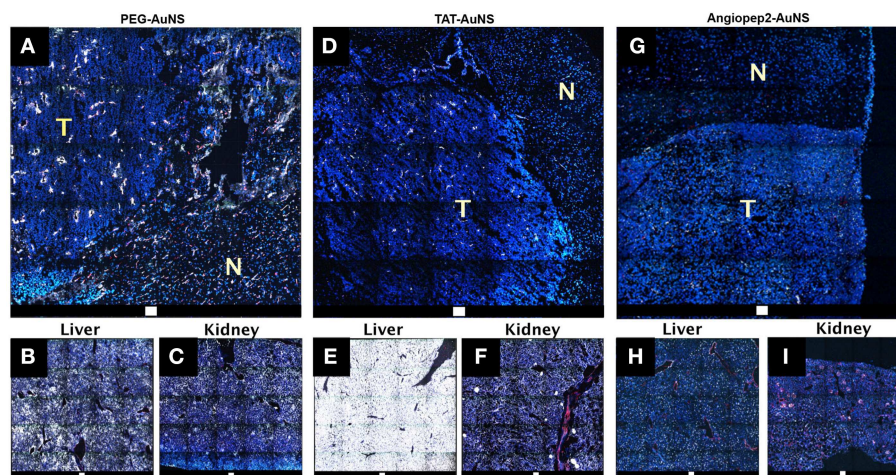 PEG-AuNS TAT-AuNS Angiopep2-AuNS
A D G
T N T N N T
Liver Kidney Liver Kidney Liver Kidney
B C E F H I